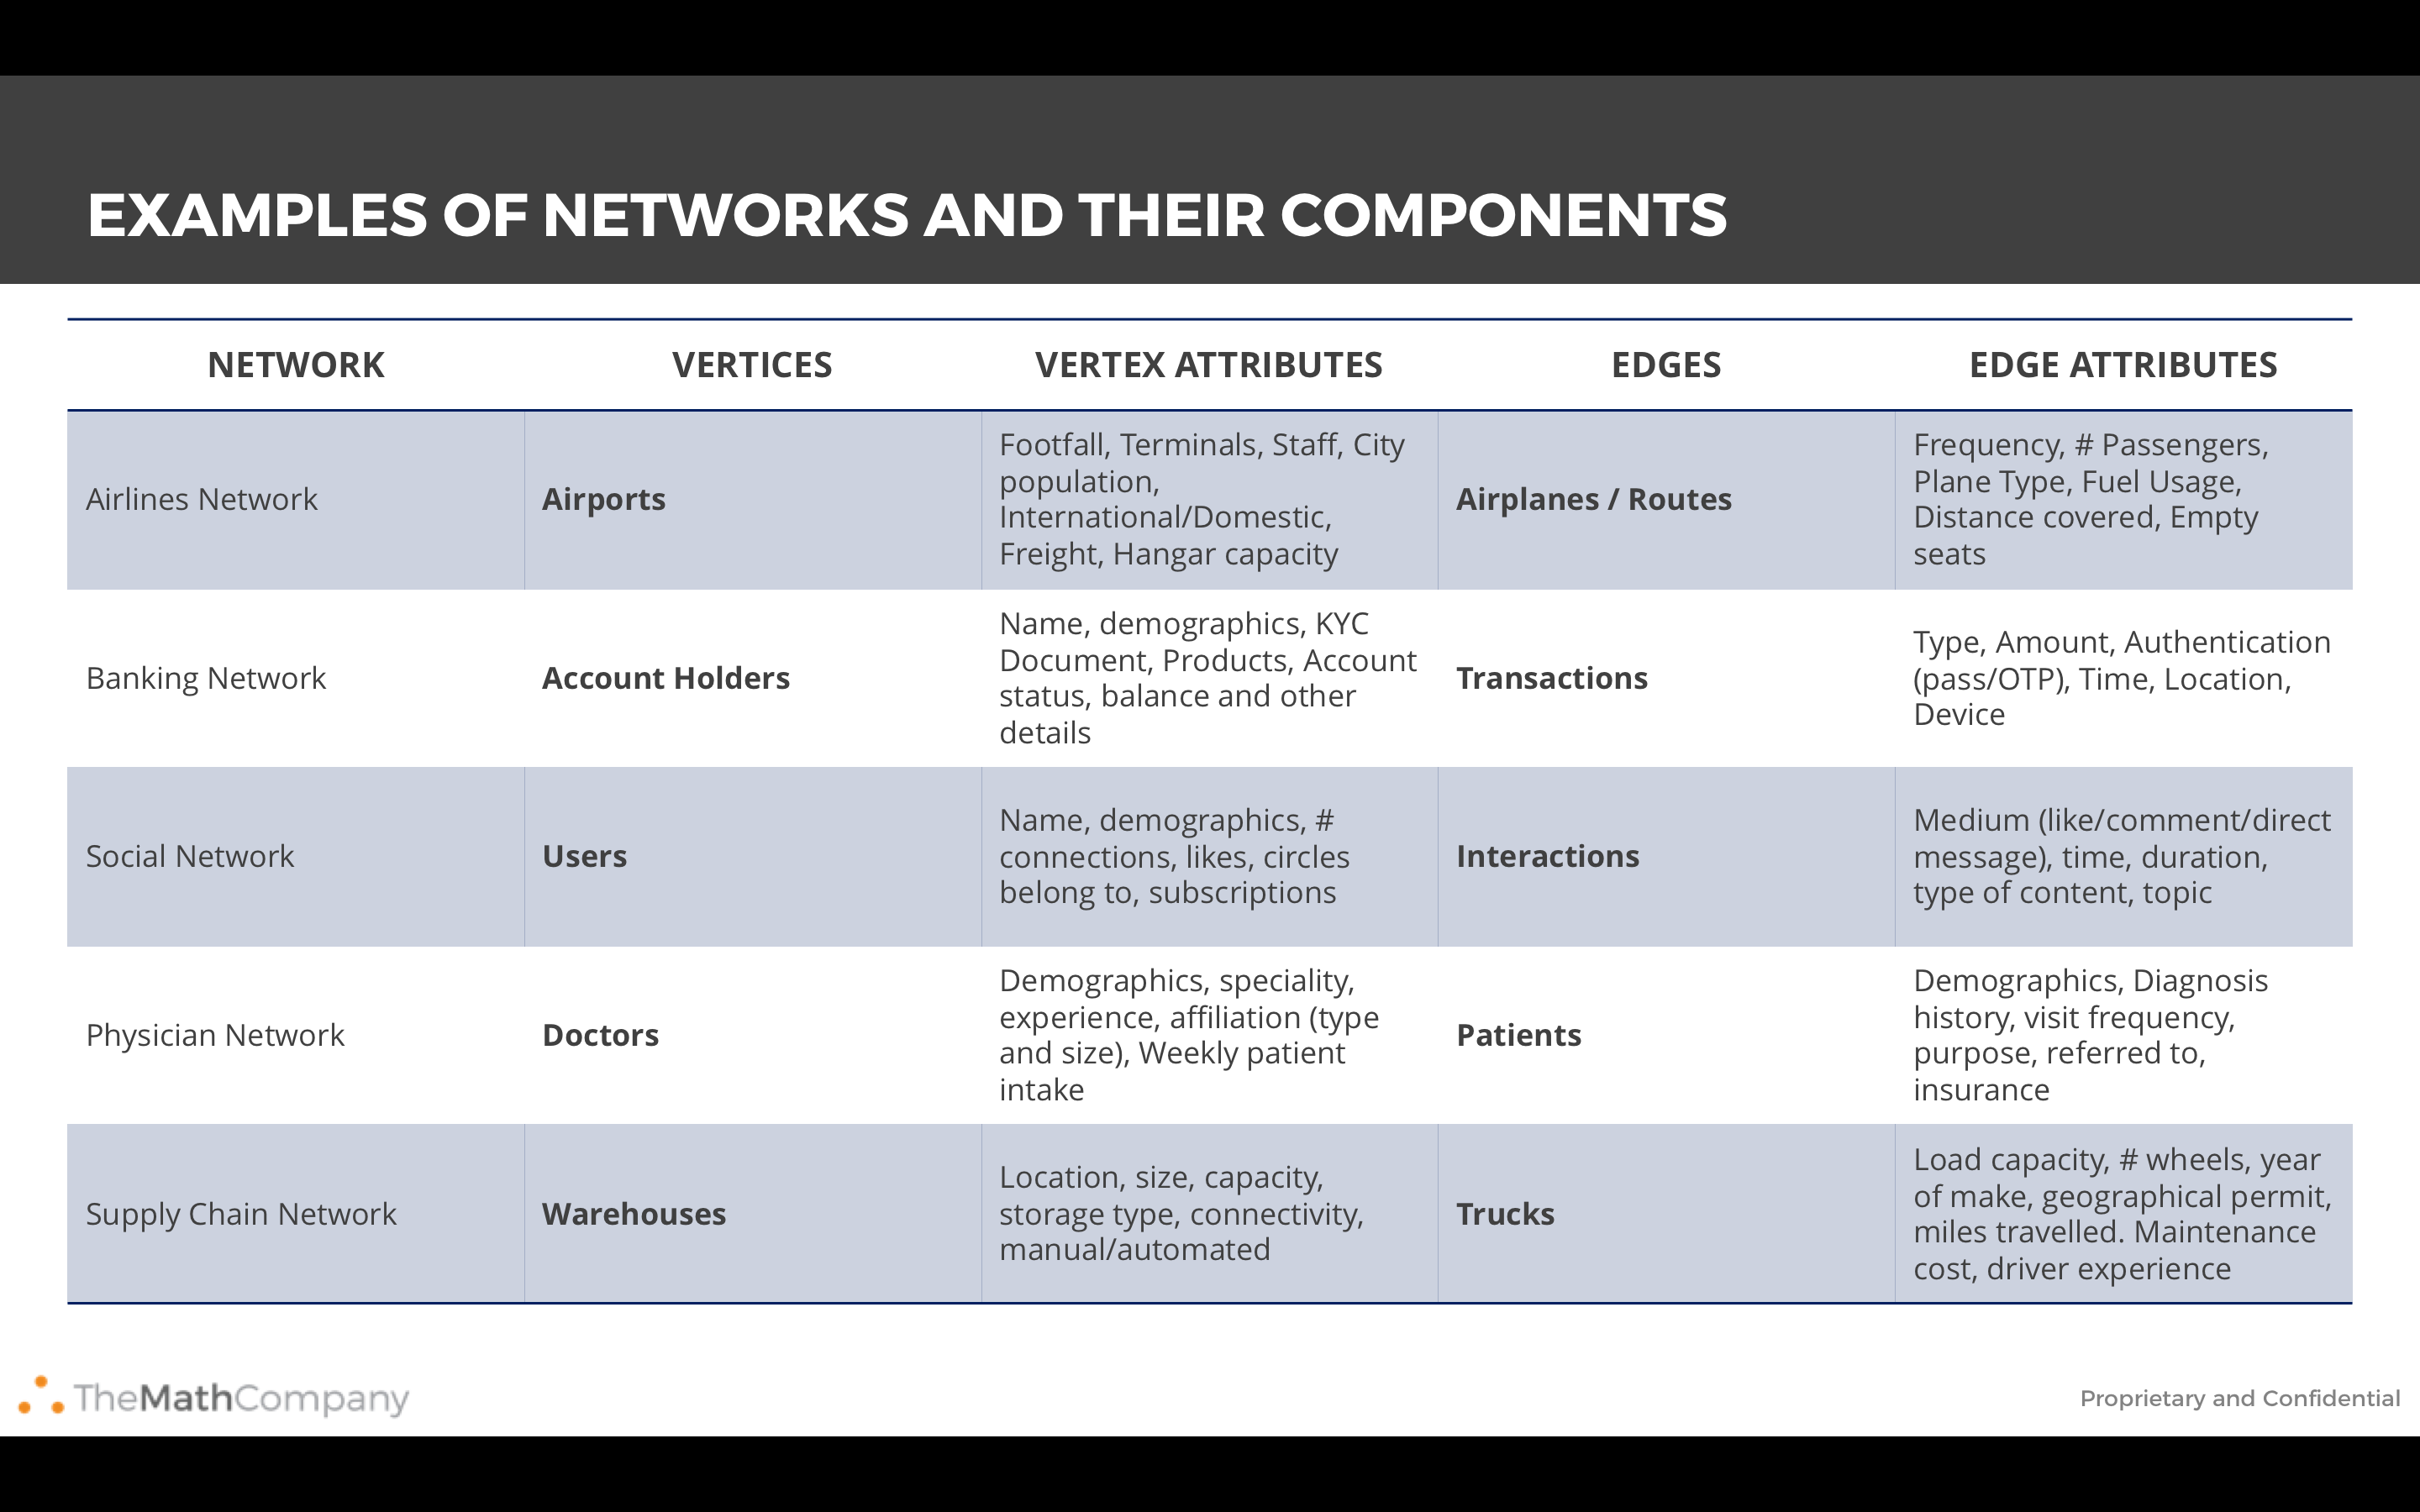 EXAMPLES OF NETWORKS AND THEIR COMPONENTS
NETWORK
VERTICES
VERTEX ATTRIBUTES
EDGES
EDGE ATTRIBUTES
Airlines Network
Airports
Footfall, Terminals, Staff, City
population,
International/Domestic,
Freight, Hangar capacity
Airplanes / Routes
Frequency, # Passengers,
Plane Type, Fuel Usage,
Distance covered, Empty
seats
Banking Network
Account Holders
Name, demographics, KYC
Document, Products, Account
status, balance and other
details
Transactions
Type, Amount, Authentication
(pass/OTP), Time, Location,
Device
Social Network
Users
Name, demographics, #
connections, likes, circles
belong to, subscriptions
Interactions
Medium (like/comment/direct
message), time, duration,
type of content, topic
Physician Network
Doctors
Demographics, speciality,
experience, affiliation (type
and size), Weekly patient
intake
Patients
Demographics, Diagnosis
history, visit frequency,
purpose, referred to,
insurance
Supply Chain Network
Warehouses
Location, size, capacity,
storage type, connectivity,
manual/automated
Trucks
Load capacity, # wheels, year
of make, geographical permit,
miles travelled. Maintenance
cost, driver experience
TheMathCompany
Proprietary and Confidential